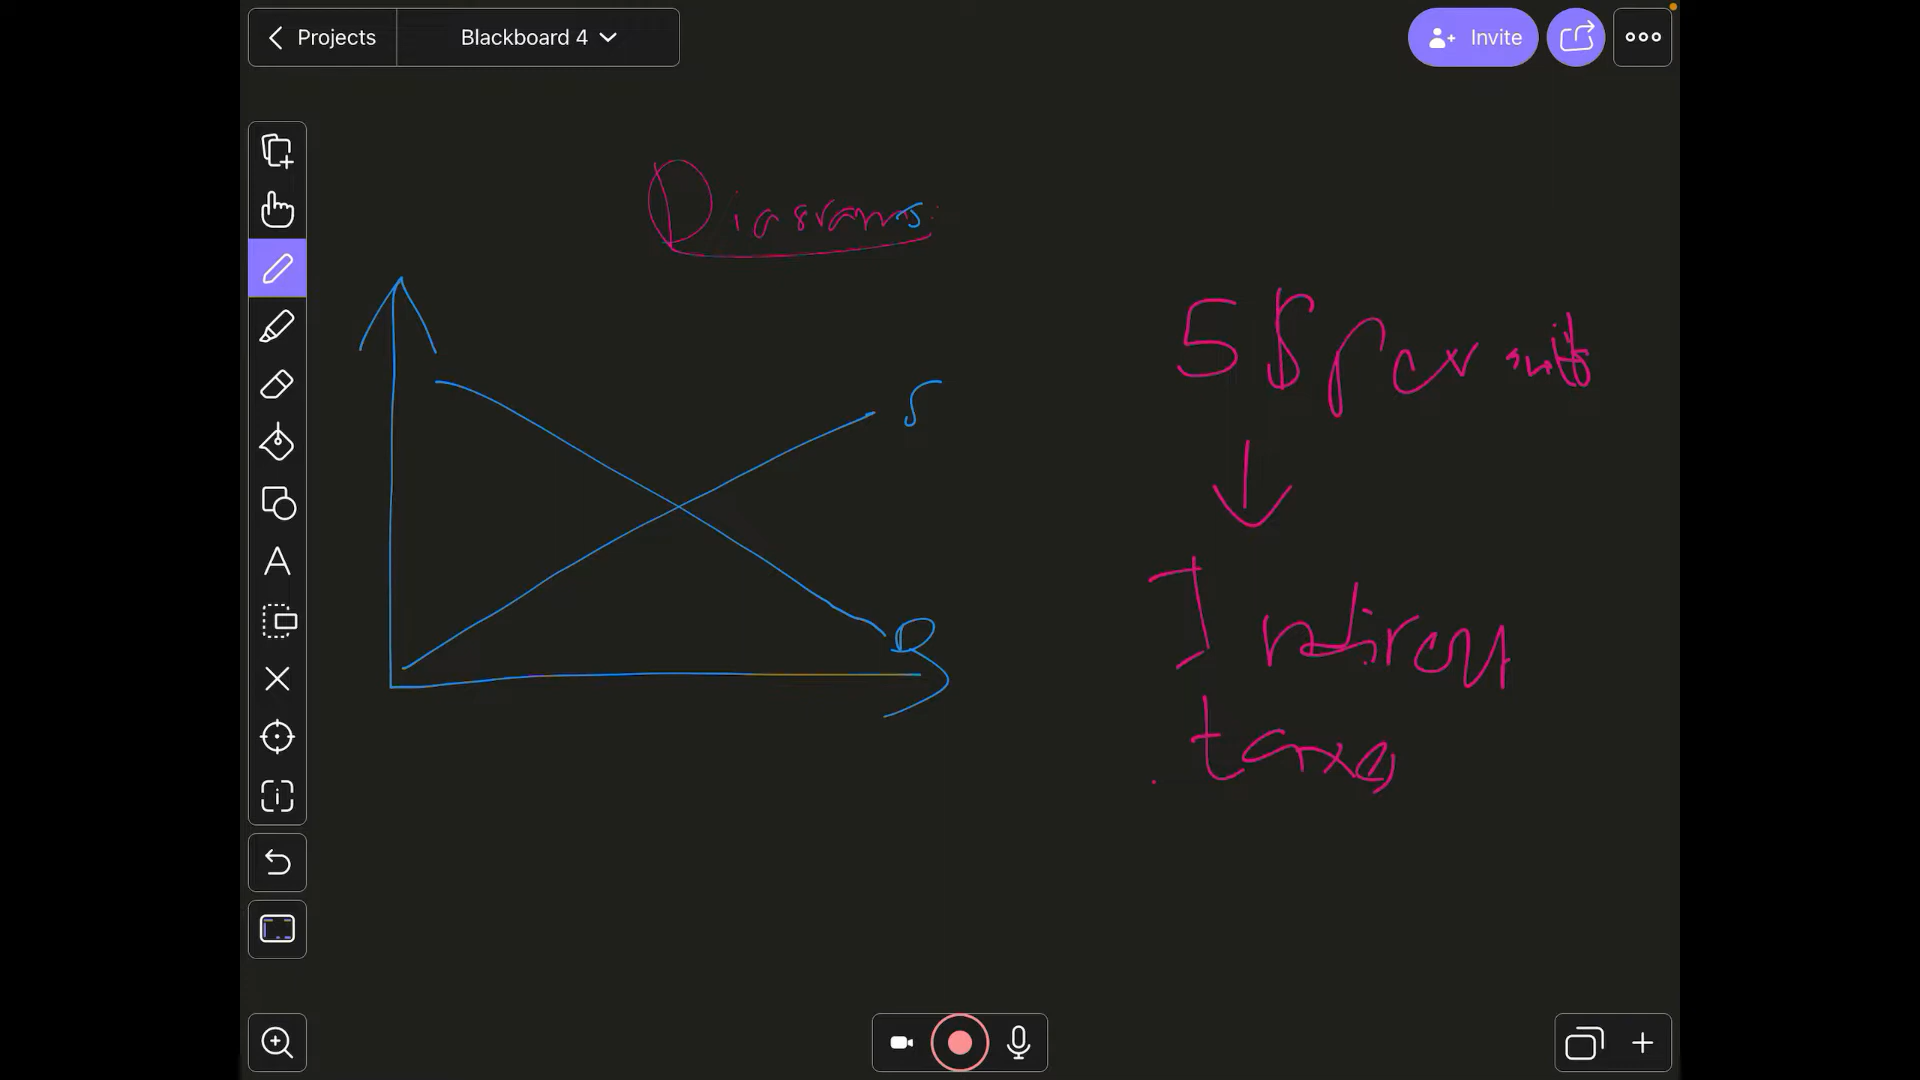 Projects
Blackboard 4
Invite
Diagrams
S
D
5 $ per unit
Indirect
taxes
A